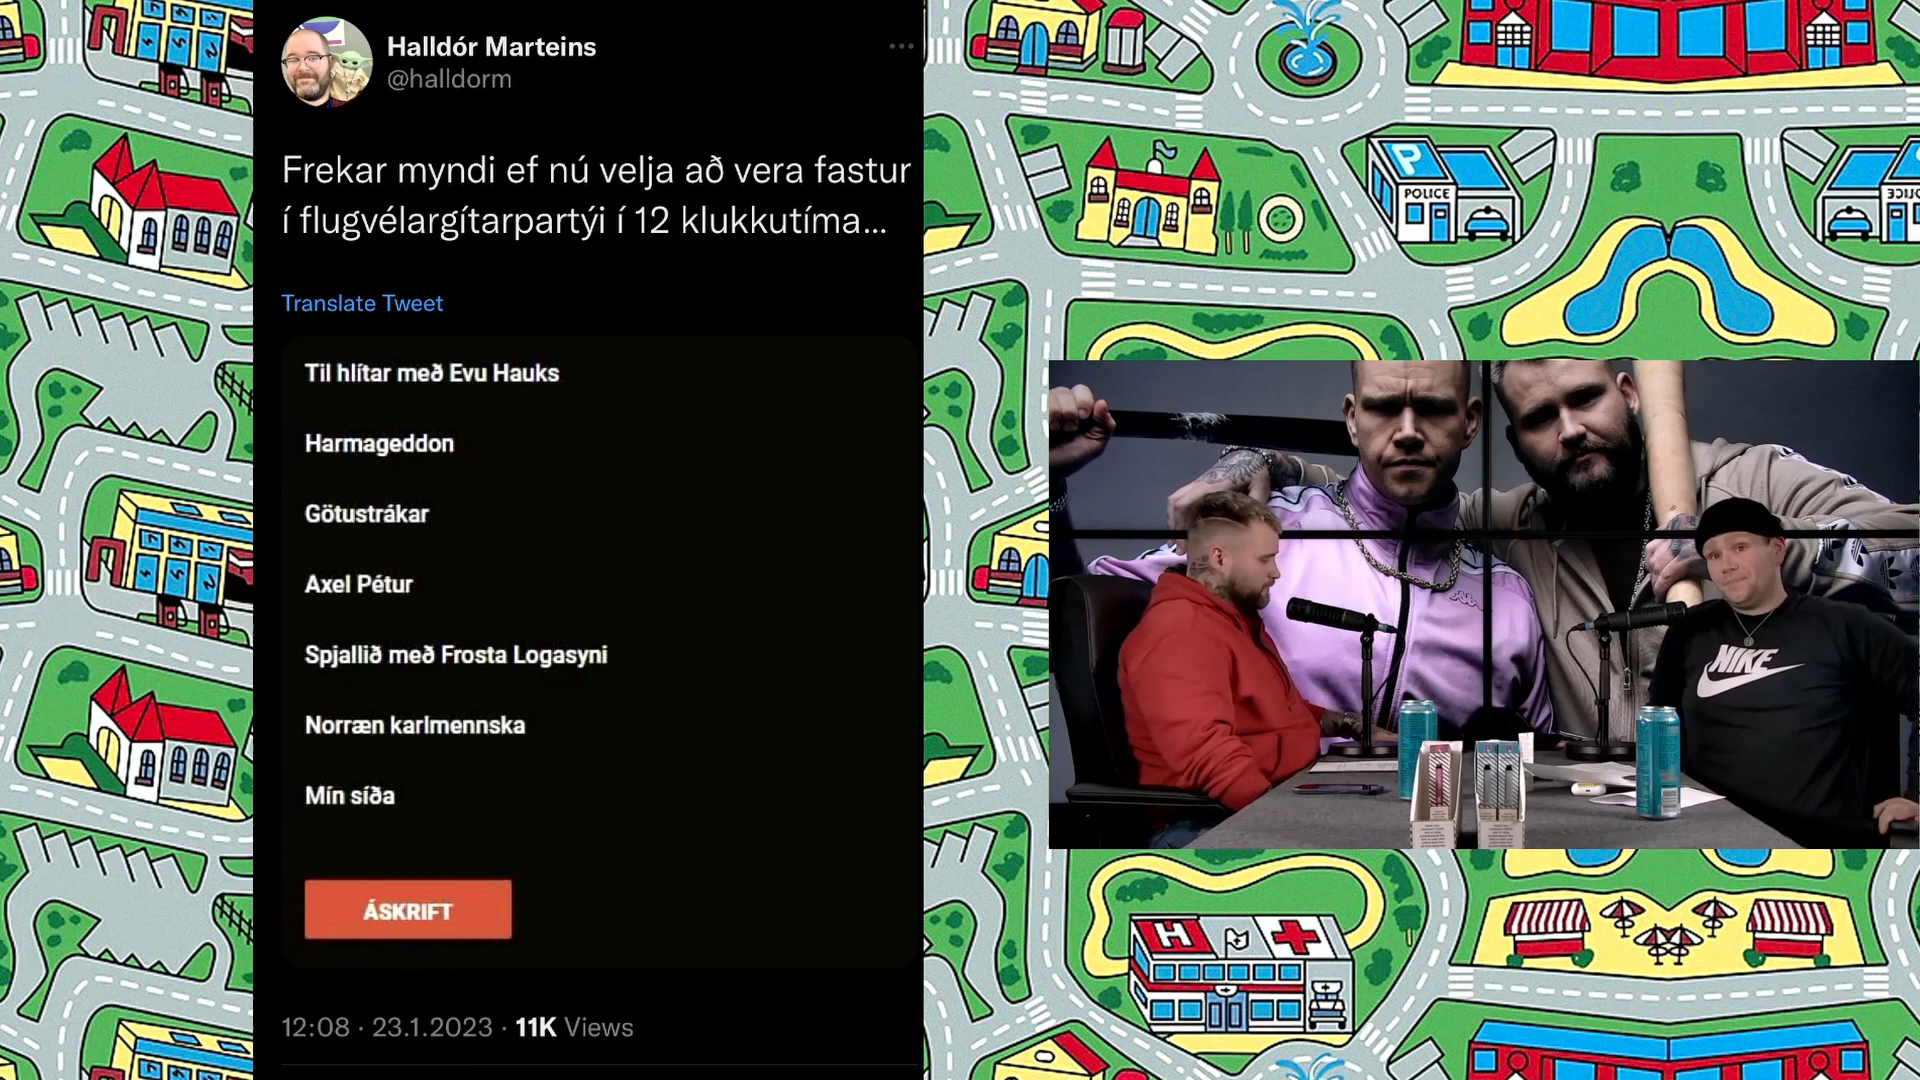 Halldór Marteins
@halldorm
Frekar myndi ef nú velja að vera fastur
í flugvélargítarpartýi í 12 klukkutíma...
Translate Tweet
Til hlítar með Evu Hauks
Harmageddon
Götustrákar
Axel Pétur
Spjallið með Frosta Logasyni
Norræn karlmennska
Mín síða
ÁSKRIFT
12:08 · 23.1.2023 · 11K Views
P
POLICE
NIKE
H